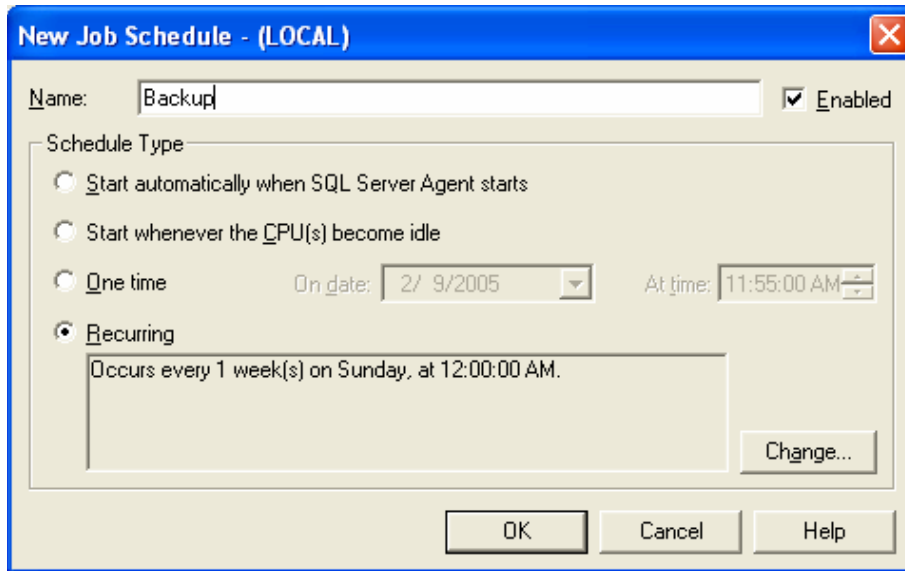 New Job Schedule - (LOCAL)
Name: Backup Enabled
Schedule Type
Start automatically when SQL Server Agent starts
Start whenever the CPU(s) become idle
One time On date: 2/ 9/2005 At time: 11:55:00 AM
Recurring
Occurs every 1 week(s) on Sunday, at 12:00:00 AM.
Change...
OK Cancel Help